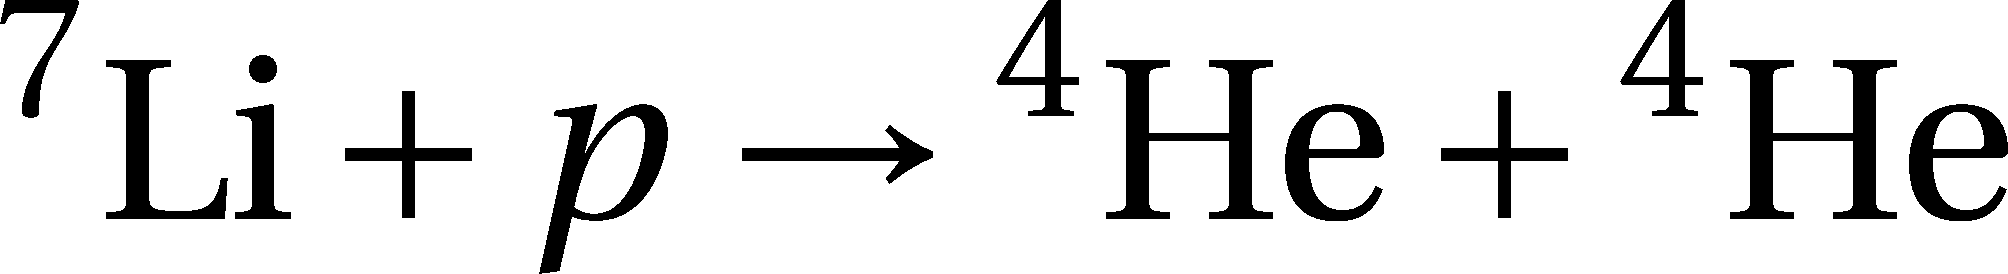 ⁷Li + p → ⁴He + ⁴He